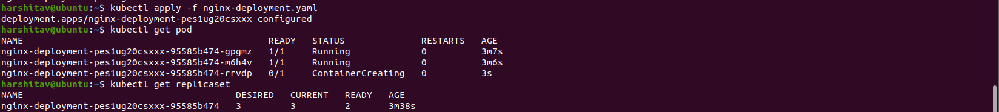 harshitav@ubuntu:~$ kubectl apply -f nginx-deployment.yaml
deployment.apps/nginx-deployment-pes1ug20csxxx configured
harshitav@ubuntu:~$ kubectl get pod
NAME READY STATUS RESTARTS AGE
nginx-deployment-pes1ug20csxxx-95585b474-gpgmz 1/1 Running 0 3m7s
nginx-deployment-pes1ug20csxxx-95585b474-m6h4v 1/1 Running 0 3m6s
nginx-deployment-pes1ug20csxxx-95585b474-rrvdp 0/1 ContainerCreating 0 3s
harshitav@ubuntu:~$ kubectl get replicaset
NAME DESIRED CURRENT READY AGE
nginx-deployment-pes1ug20csxxx-95585b474 3 3 2 3m38s